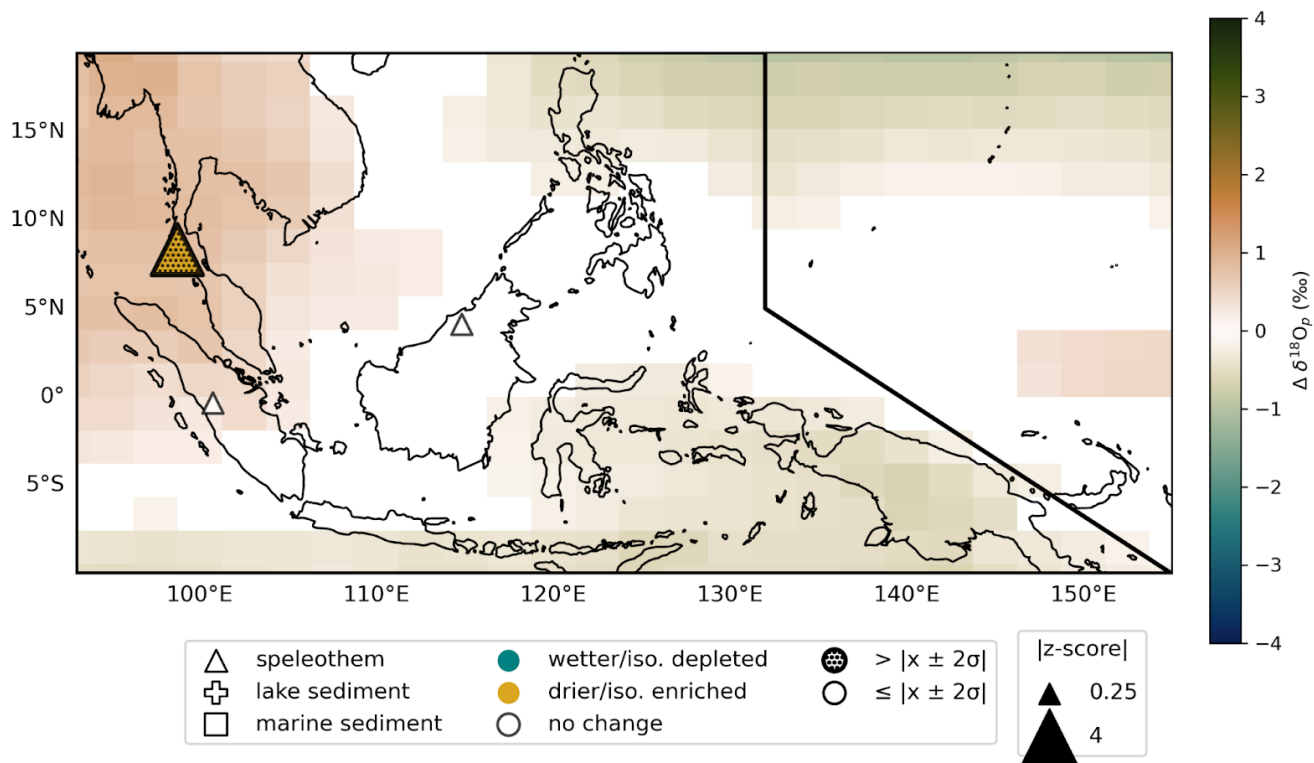 15°N
10°N
5°N
0°
5°S
100°E 110°E 120°E 130°E 140°E 150°E
4
3
2
1
0
−1
−2
−3
−4
Δ δ¹⁸Oₚ (‰)
speleothem
lake sediment
marine sediment
wetter/iso. depleted
drier/iso. enriched
no change
> |x ± 2σ|
≤ |x ± 2σ|
|z-score|
0.25
4